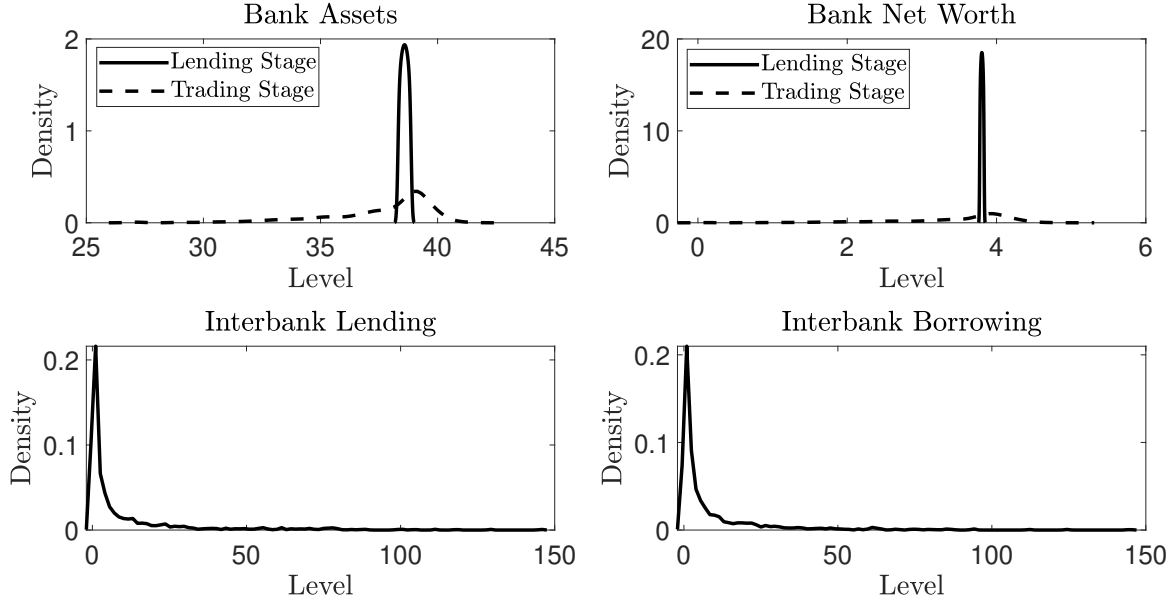 Bank Assets
2
1
0
Density
Lending Stage
Trading Stage
25 30 35 40 45
Level
Bank Net Worth
20
10
0
Density
Lending Stage
Trading Stage
0 2 4 6
Level
Interbank Lending
0.2
0.1
0
Density
0 50 100 150
Level
Interbank Borrowing
0.2
0.1
0
Density
0 50 100 150
Level